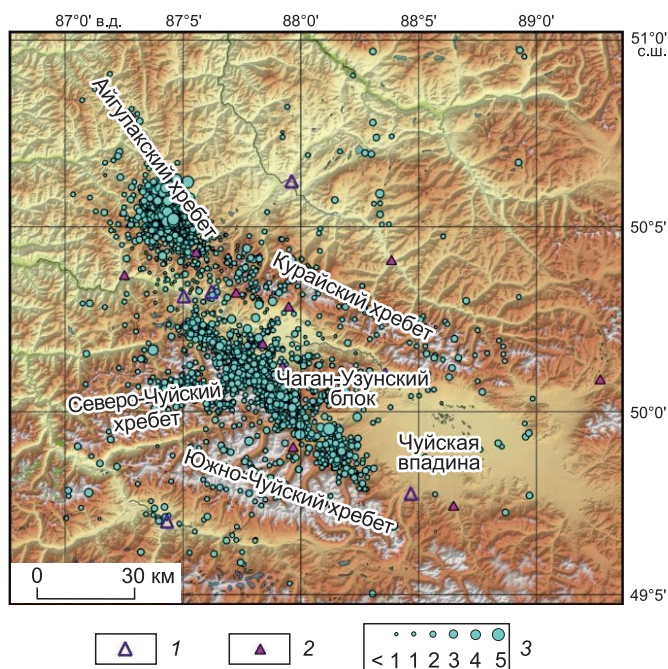 87°0' в.д. 87°5' 88°0' 88°5' 89°0'
51°0' с.ш.
Айгулакский хребет
50°5'
Курайский хребет
Чаган-Узунский
блок
Северо-Чуйский
хребет
50°0'
Чуйская
впадина
Южно-Чуйский хребет
0 30 км
49°5'
1 2 3
< 1 1 2 3 4 5